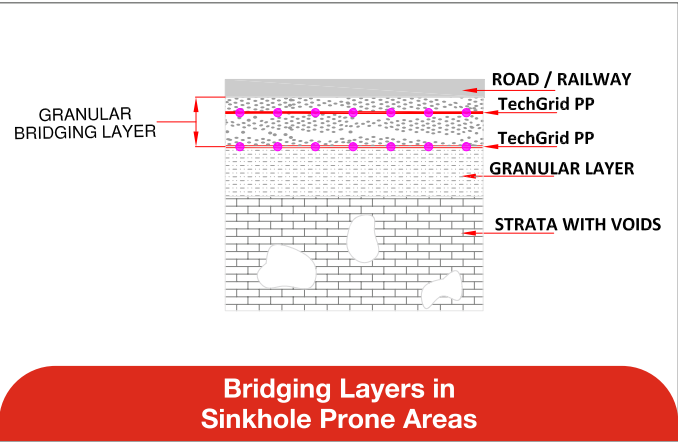 ROAD / RAILWAY
TechGrid PP
GRANULAR
BRIDGING LAYER
TechGrid PP
GRANULAR LAYER
STRATA WITH VOIDS
Bridging Layers in
Sinkhole Prone Areas